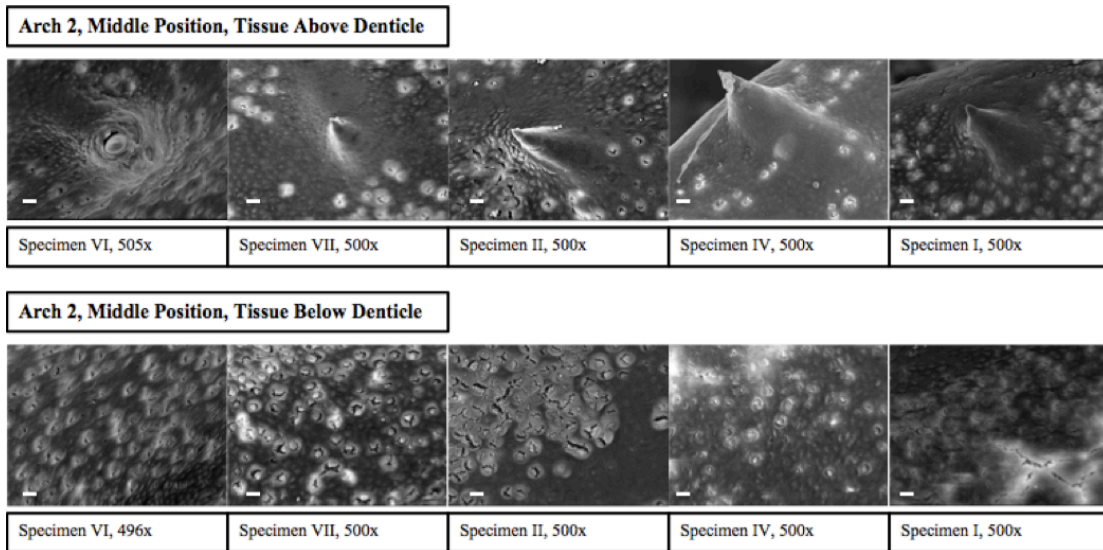 Arch 2, Middle Position, Tissue Above Denticle
Specimen VI, 505x
Specimen VII, 500x
Specimen II, 500x
Specimen IV, 500x
Specimen I, 500x
Arch 2, Middle Position, Tissue Below Denticle
Specimen VI, 496x
Specimen VII, 500x
Specimen II, 500x
Specimen IV, 500x
Specimen I, 500x